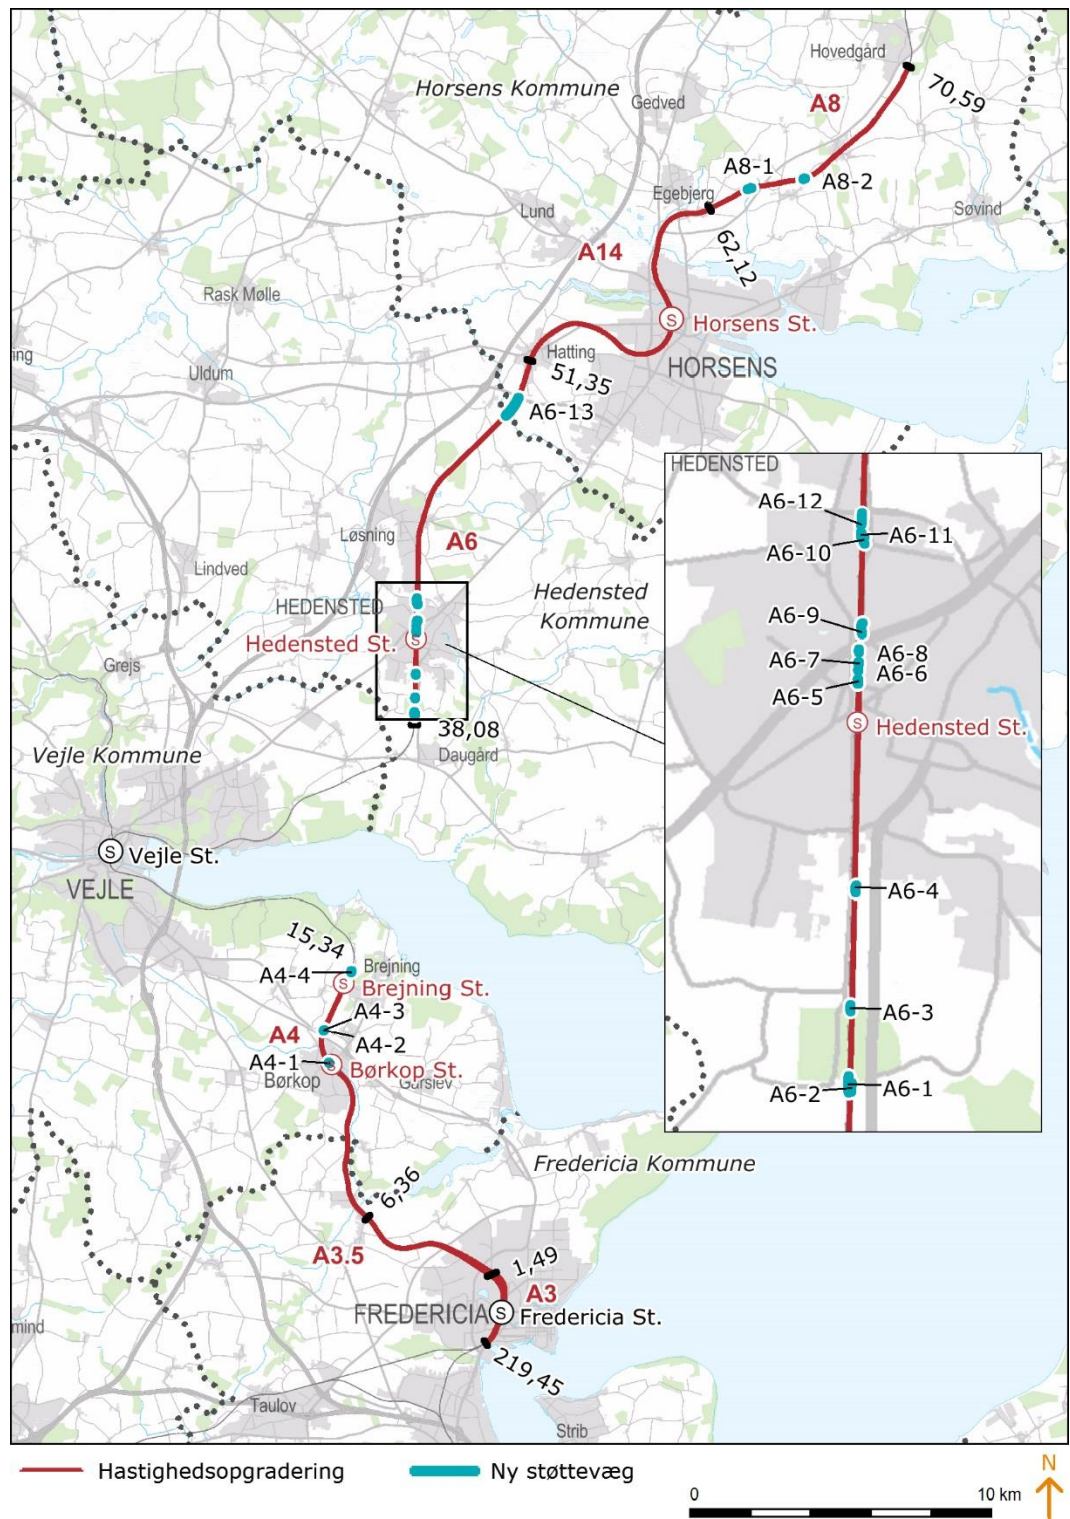 Hovedgård
Horsens Kommune
Gedved
70,59
A8
A8-1
A8-2
Egebjerg
Søvind
Lund
A14
62,12
Rask Mølle
Horsens St.
Hatting
ring
HORSENS
Uldum
51,35
A6-13
Løsning
A6
Lindved
HEDENSTED
Hedensted
Kommune
Hedensted St.
Grejs
38,08
Daugård
Vejle Kommune
S
Vejle St.
VEJLE
HEDENSTED
A6-12
A6-11
A6-10
A6-9
A6-8
A6-7
A6-6
A6-5
S
Hedensted St.
A6-4
A6-3
A6-1
A6-2
15,34
Brejning
A4-4
S
Brejning St.
A4-3
A4
A4-2
A4-1
S
Børkop St.
Børkop
Gårslev
Fredericia Kommune
6,36
A3.5
1,49
A3
FREDERICIA
S
Fredericia St.
mind
219,45
Taulov
Strib
S
S
Hastighedsopgradering
Ny støttevæg
N
0
10 km